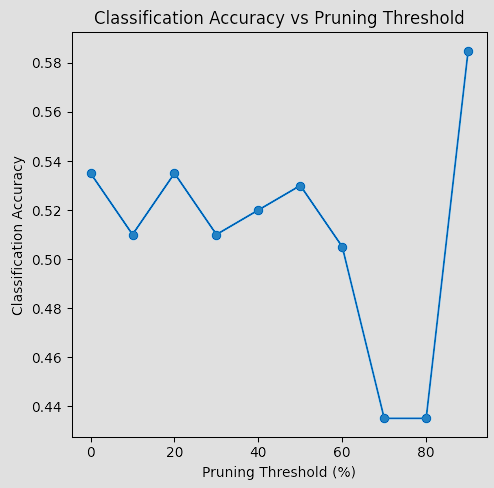 Classification Accuracy vs Pruning Threshold
0.58
0.56
0.54
0.52
0.50
0.48
0.46
0.44
Classification Accuracy
0 20 40 60 80
Pruning Threshold (%)